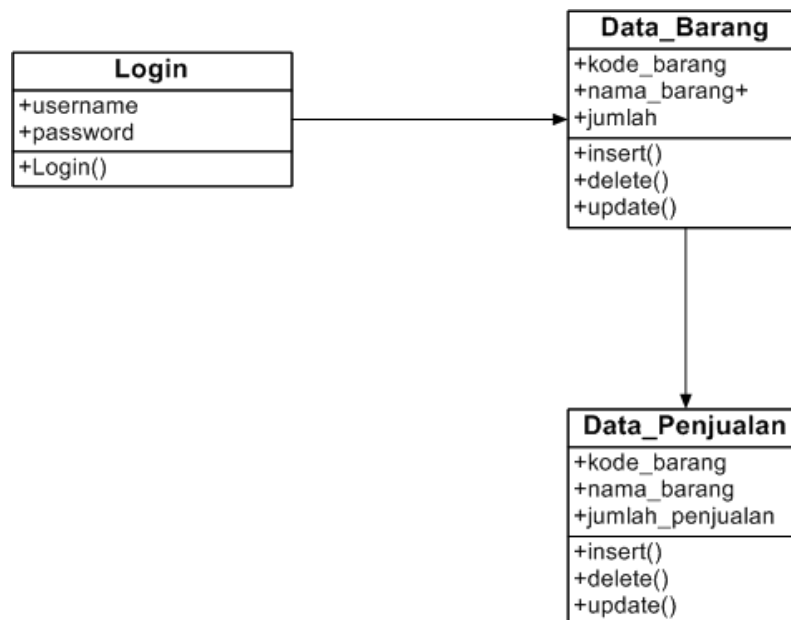 Login
+username
+password
+Login()
Data_Barang
+kode_barang
+nama_barang+
+jumlah
+insert()
+delete()
+update()
Data_Penjualan
+kode_barang
+nama_barang
+jumlah_penjualan
+insert()
+delete()
+update()